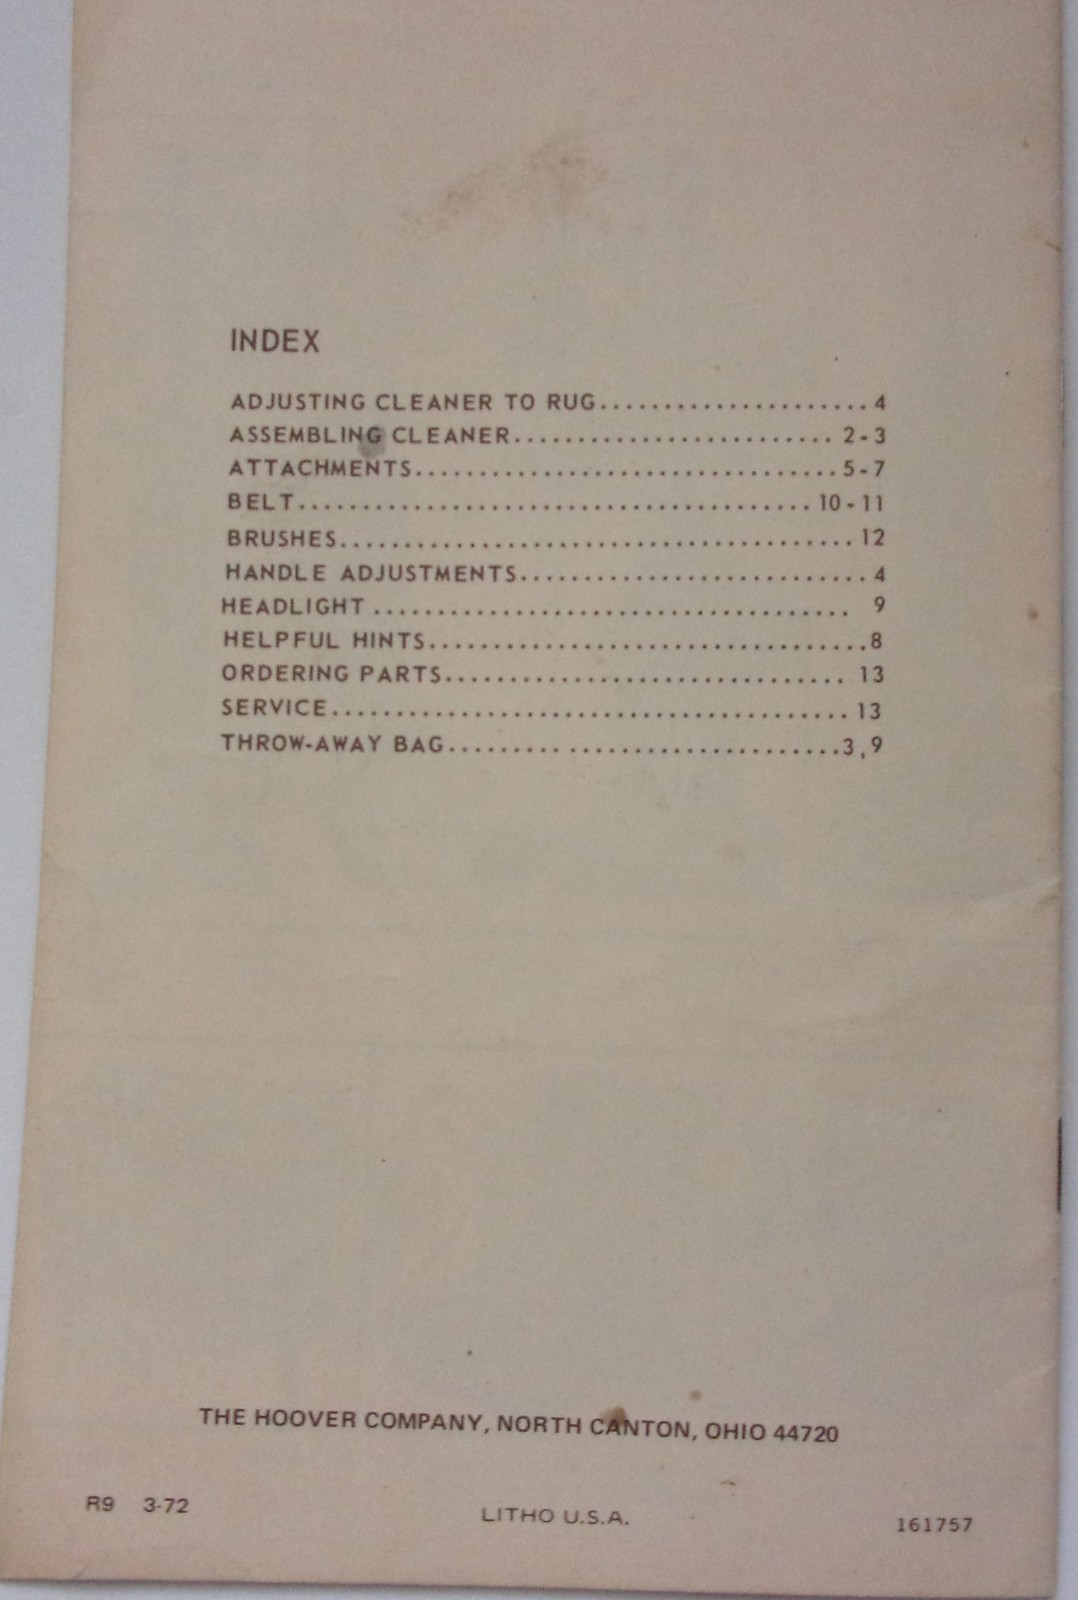 INDEX
ADJUSTING CLEANER TO RUG..................... 4
ASSEMBLING CLEANER......................... 2-3
ATTACHMENTS.................................5-7
BELT........................................ 10-11
BRUSHES........................................ 12
HANDLE ADJUSTMENTS........................... 4
HEADLIGHT ..................................... 9
HELPFUL HINTS..................................8
ORDERING PARTS............................... 13
SERVICE......................................... 13
THROW-AWAY BAG......... .....................3,9
THE HOOVER COMPANY, NORTH CANTON, OHIO 44720
R9 3-72
LITHO U.S.A.
161757